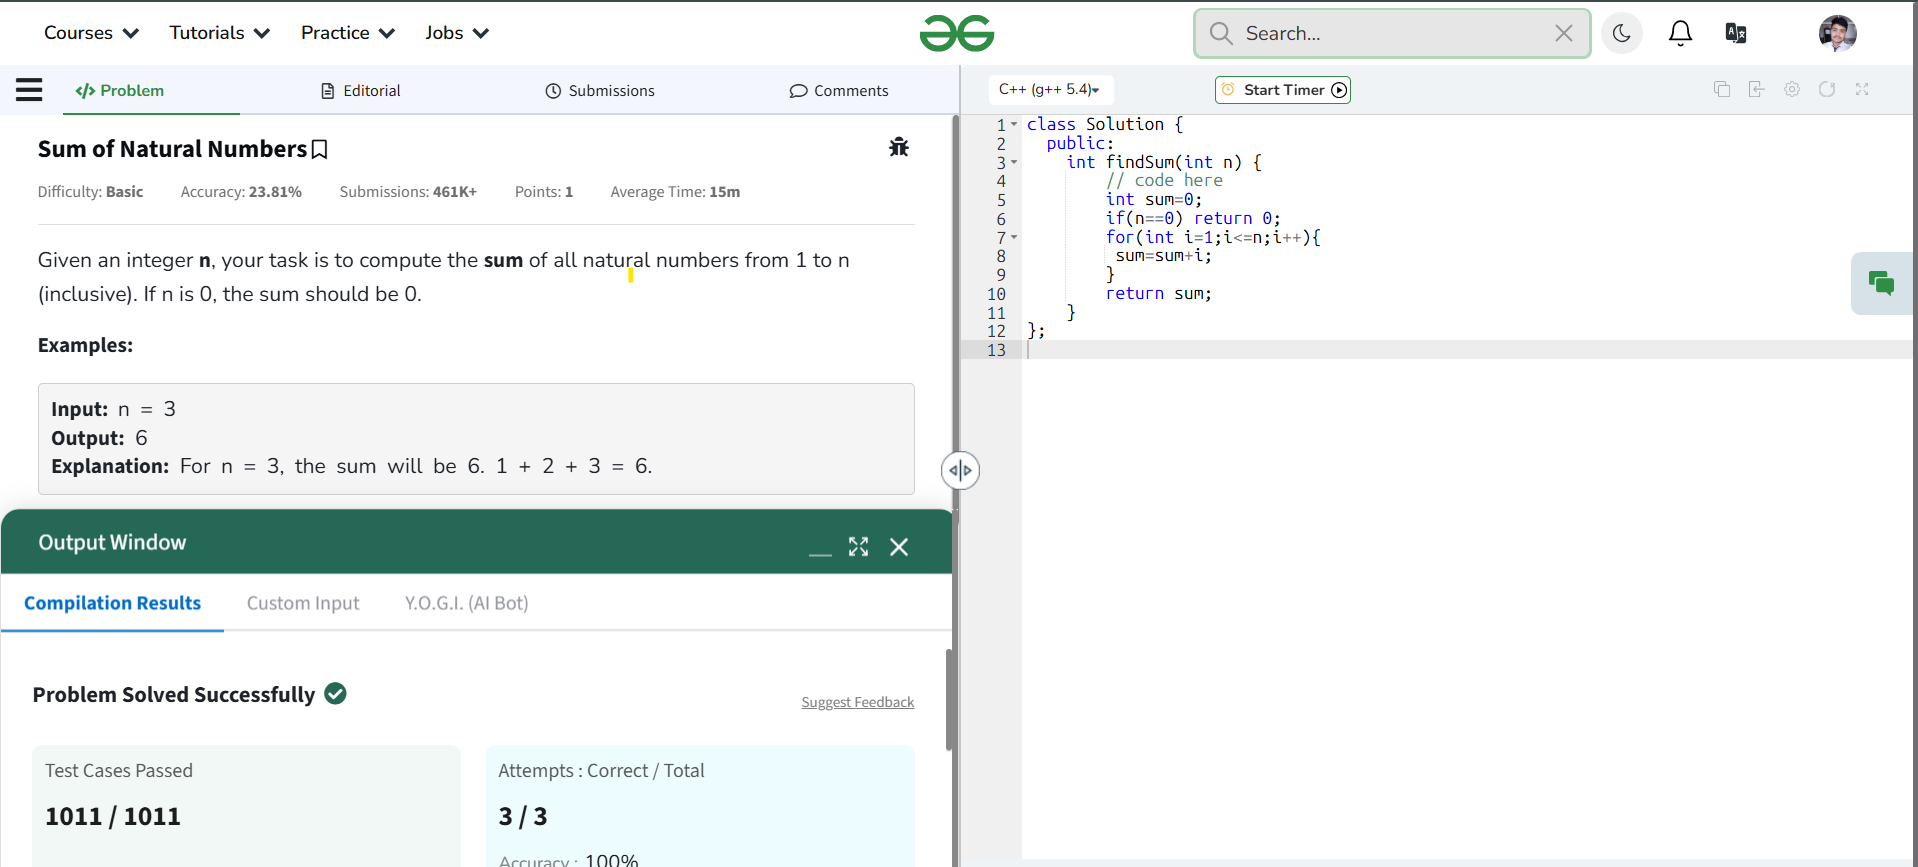 Courses Tutorials Practice Jobs
Search...
Problem Editorial Submissions Comments
C++ (g++ 5.4) Start Timer
Sum of Natural Numbers
Difficulty: Basic Accuracy: 23.81% Submissions: 461K+ Points: 1 Average Time: 15m
Given an integer n, your task is to compute the sum of all natural numbers from 1 to n
(inclusive). If n is 0, the sum should be 0.
Examples:
Input: n = 3
Output: 6
Explanation: For n = 3, the sum will be 6. 1 + 2 + 3 = 6.
Output Window
Compilation Results Custom Input Y.O.G.I. (AI Bot)
Problem Solved Successfully
Suggest Feedback
Test Cases Passed
1011 / 1011
Attempts : Correct / Total
3 / 3
Accuracy : 100%
1 class Solution {
2 public:
3 int findSum(int n) {
4 // code here
5 int sum=0;
6 if(n==0) return 0;
7 for(int i=1;i<=n;i++){
8 sum=sum+i;
9 }
10 return sum;
11 }
12 };
13